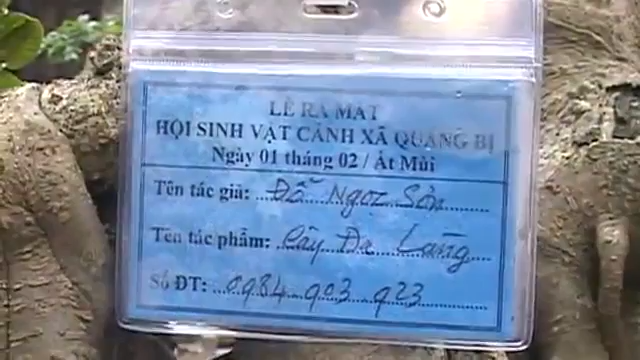 LỄ RA MẮT
HỘI SINH VẬT CẢNH XÃ QUẢNG BỊ
Ngày 01 tháng 02 / Ất Mùi
Tên tác giả: Đỗ Ngọc Sơn
Tên tác phẩm: Cây Đa Làng
Số ĐT: 0984 903 923